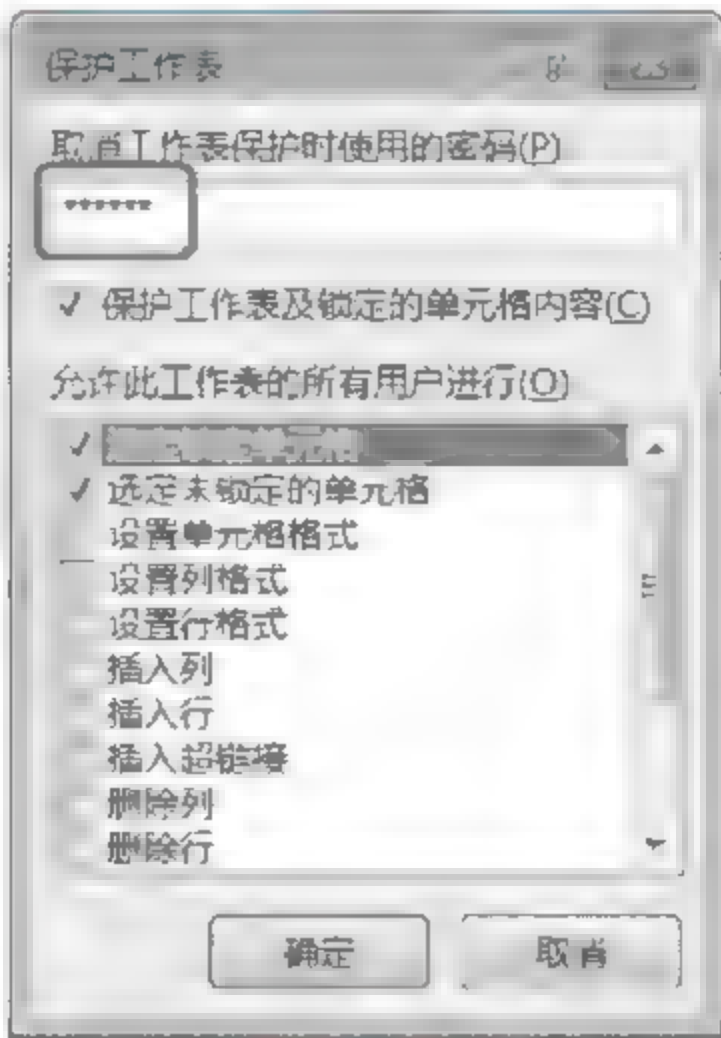 保护工作表
取消工作表保护时使用的密码(P)
******
保护工作表及锁定的单元格内容(C)
允许此工作表的所有用户进行(O)
选定未锁定的单元格
设置单元格格式
设置列格式
设置行格式
插入列
插入行
插入超链接
删除列
删除行
确定
取消